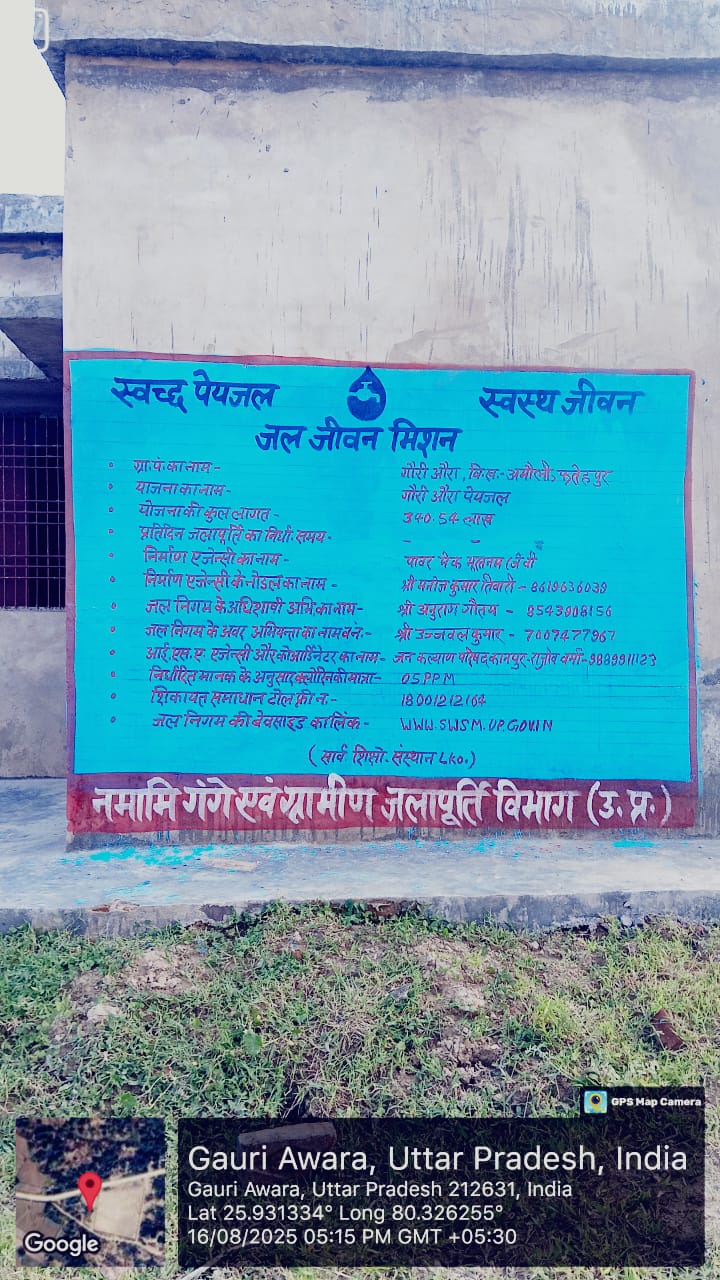 स्वच्छ पेयजल स्वस्थ जीवन
जल जीवन मिशन
ग्रा.पं. का नाम- गौरी औरा, वि.ख.- अमौली, फतेहपुर
योजना का नाम- गौरी औरा पेयजल
योजना की कुल लागत- 340.54 लाख
प्रतिदिन जलापूर्ति का विधी समय- - -
निर्माण एजेन्सी का नाम- पावर मेक
निर्माण एजेन्सी के नोडल का नाम - श्री मनोज कुमार तिवारी - 8619636039
जल निगम के अधिशाषी अभि का नाम- श्री अनुराग गौतम - 8543908156
जल निगम के अवर अभियन्ता का नाम व नं.- श्री उज्जवल कुमार - 7007477967
आई.एस.ए. एजेन्सी और कोआर्डिनेटर का नाम- जन कल्याण परिषद कानपुर-राजीव वर्मा-9889911123
निर्धारित मानक के अनुसार क्लोरिन की मात्रा- 05 PPM
शिकायत समाधान टोल फ्री न.- 18001212164
जल निगम की बेवसाइड का लिंक- WWW.SWSM.UP.GOV.IN
(सार्व. शिसो. संस्थान LKO.)
नमामि गंगे एवं ग्रामीण जलापूर्ति विभाग (उ. प्र.)
GPS Map Camera
Gauri Awara, Uttar Pradesh, India
Gauri Awara, Uttar Pradesh 212631, India
Lat 25.931334° Long 80.326255°
16/08/2025 05:15 PM GMT +05:30
Google